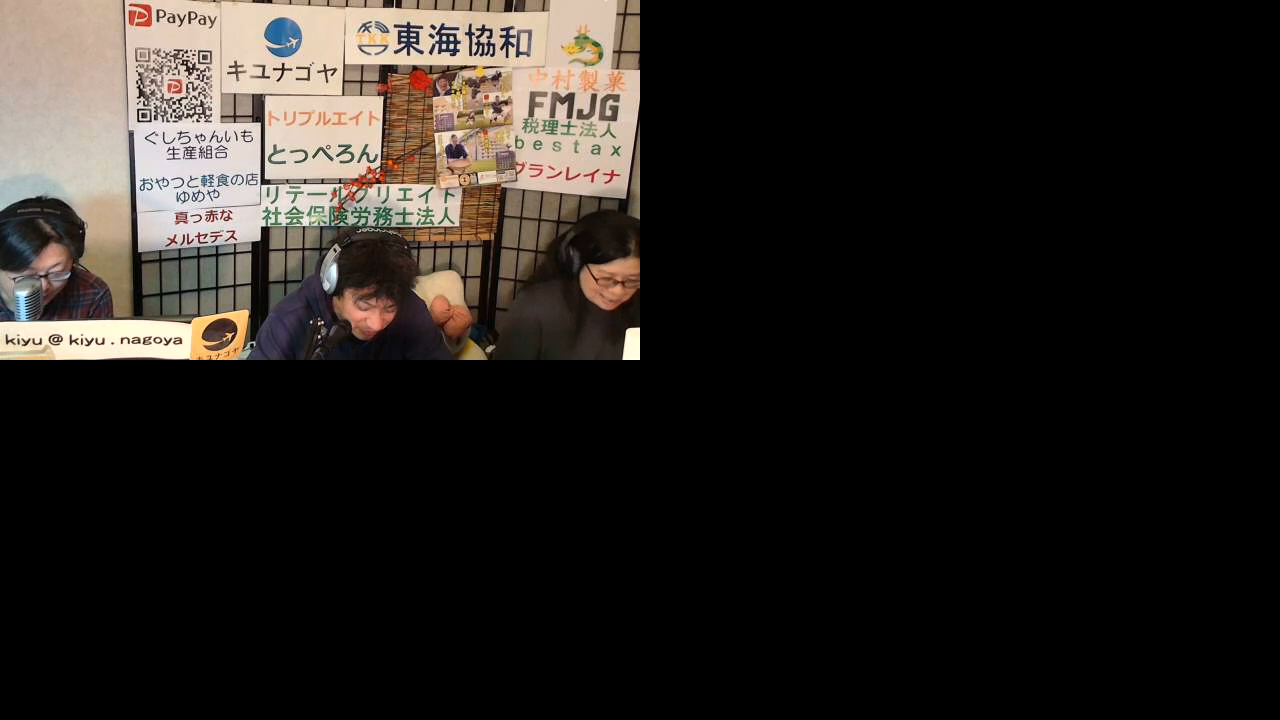 PayPay
キユナゴヤ
TKK
東海協和
中村製菓
FMJG
税理士法人
bestax
グランレイナ
ぐしちゃんいも
生産組合
おやつと軽食の店
ゆめや
真っ赤な
メルセデス
トリプルエイト
とっぺろん
リテールクリエイト
社会保険労務士法人
kiyu@kiyu.nagoya
キユナゴヤ